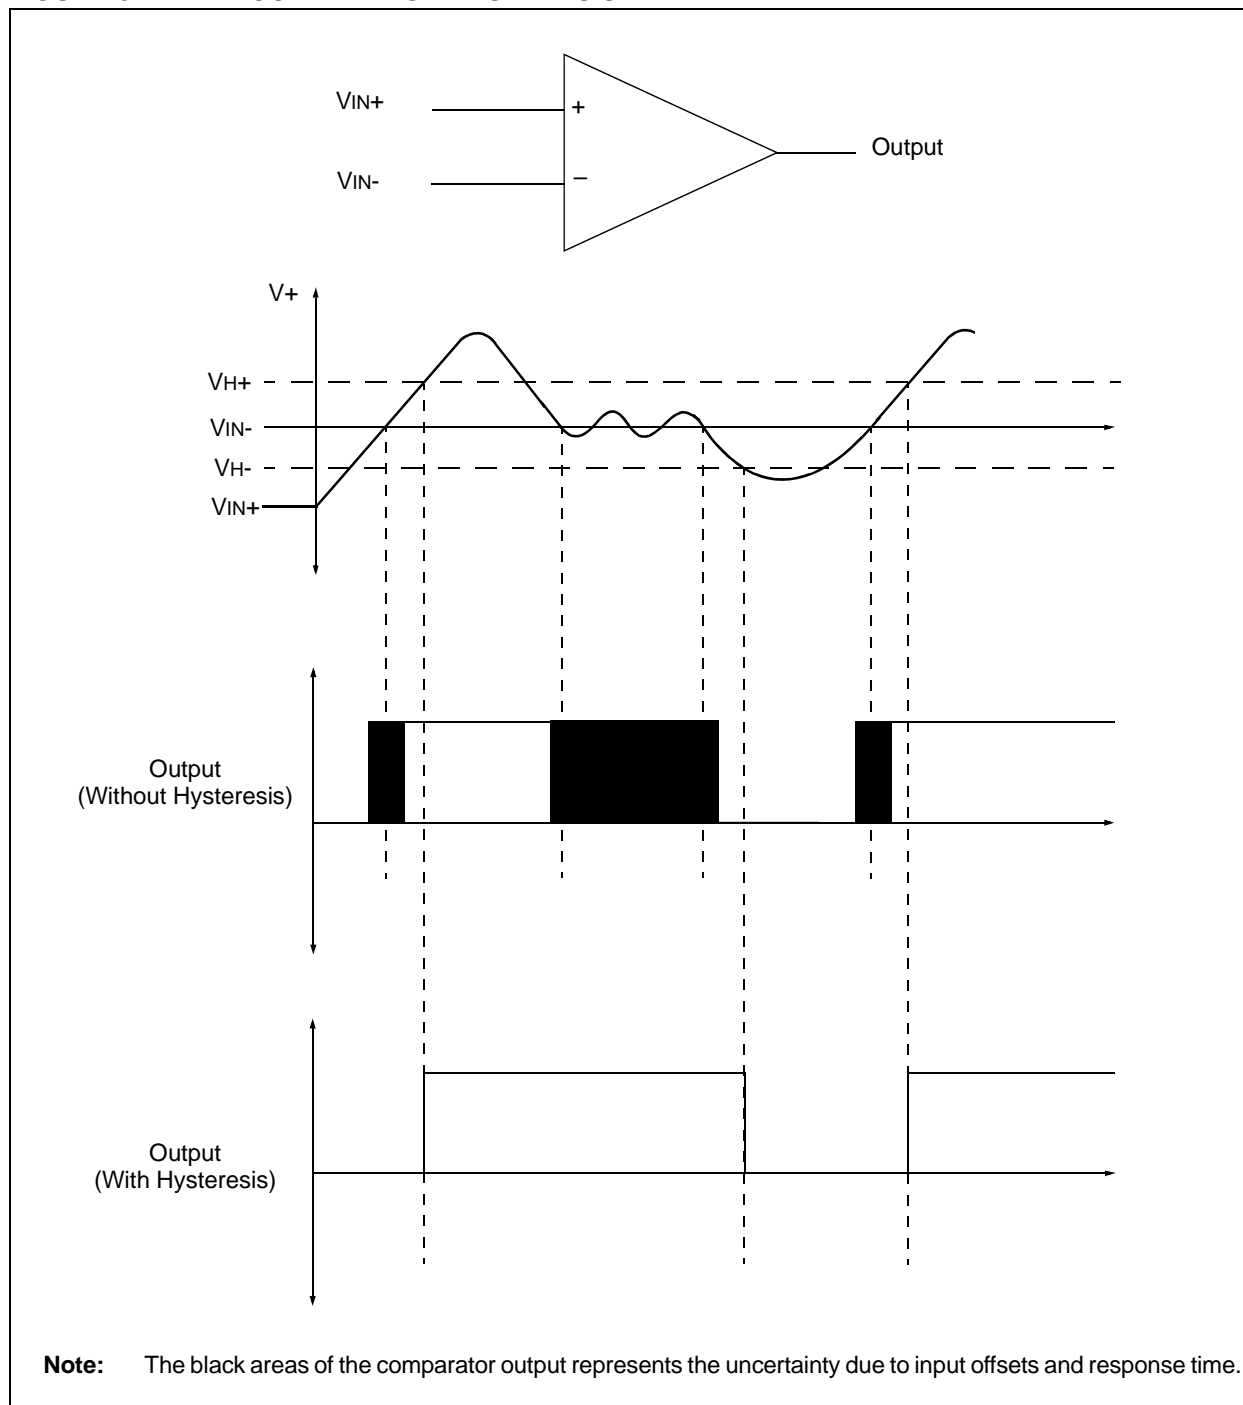 VIN+
+
Output
VIN-
–
V+
VH+
VIN-
VH-
VIN+
Output
(Without Hysteresis)
Output
(With Hysteresis)
Note: The black areas of the comparator output represents the uncertainty due to input offsets and response time.